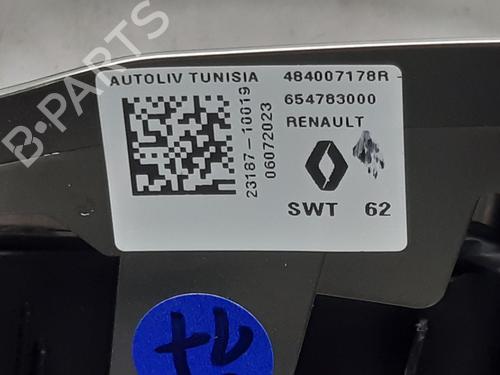 AUTOLIV TUNISIA 484007178R -
654783000
RENAULT
23187-10019
06072023
SWT 62
B-PARTS